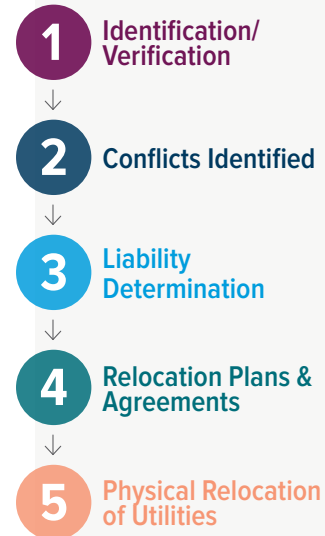 1
Identification/
Verification
2
Conflicts Identified
3
Liability
Determination
4
Relocation Plans &
Agreements
5
Physical Relocation
of Utilities